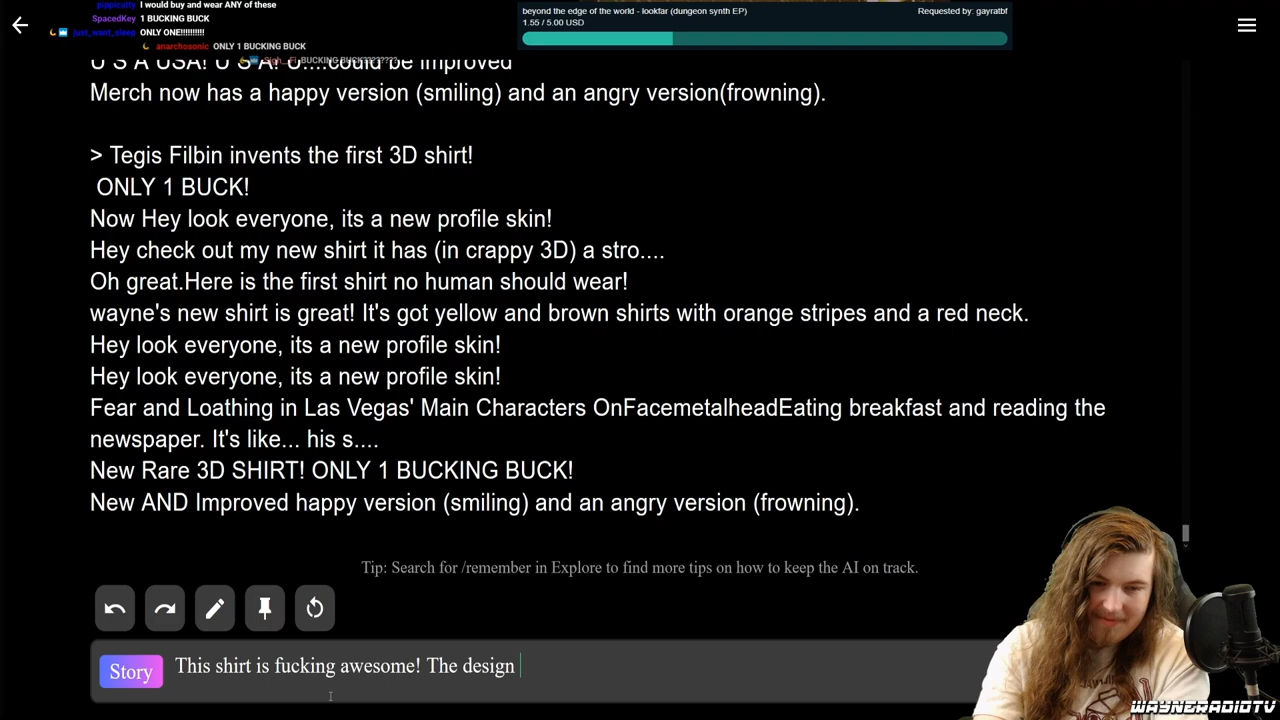 yippicatty I would buy and wear ANY of these
SpacedKey 1 BUCKING BUCK
just_want_sleep ONLY ONE!!!!!!!!!!
anarchosonic ONLY 1 BUCKING BUCK
BUCKING BUCK???????
beyond the edge of the world - lookfar (dungeon synth EP)
Requested by: gayratbf
1.55 / 5.00 USD
U S A USA! U S A! U....could be improved
Merch now has a happy version (smiling) and an angry version(frowning).
> Tegis Filbin invents the first 3D shirt!
ONLY 1 BUCK!
Now Hey look everyone, its a new profile skin!
Hey check out my new shirt it has (in crappy 3D) a stro....
Oh great.Here is the first shirt no human should wear!
wayne's new shirt is great! It's got yellow and brown shirts with orange stripes and a red neck.
Hey look everyone, its a new profile skin!
Hey look everyone, its a new profile skin!
Fear and Loathing in Las Vegas' Main Characters OnFacemetalheadEating breakfast and reading the
newspaper. It's like... his s....
New Rare 3D SHIRT! ONLY 1 BUCKING BUCK!
New AND Improved happy version (smiling) and an angry version (frowning).
Tip: Search for /remember in Explore to find more tips on how to keep the AI on track.
Story This shirt is fucking awesome! The design
WAYNERADIOTV